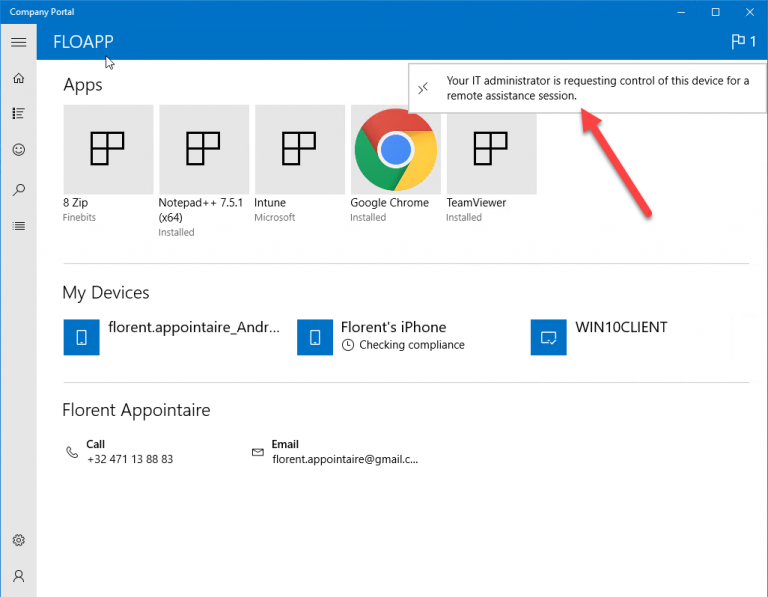 Company Portal
FLOAPP
1
Your IT administrator is requesting control of this device for a
remote assistance session.
Apps
8 Zip
Finebits
Notepad++ 7.5.1
(x64)
Installed
Intune
Microsoft
Google Chrome
Installed
TeamViewer
Installed
My Devices
florent.appointaire_Andr...
Florent's iPhone
Checking compliance
WIN10CLIENT
Florent Appointaire
Call
+32 471 13 88 83
Email
florent.appointaire@gmail.c...